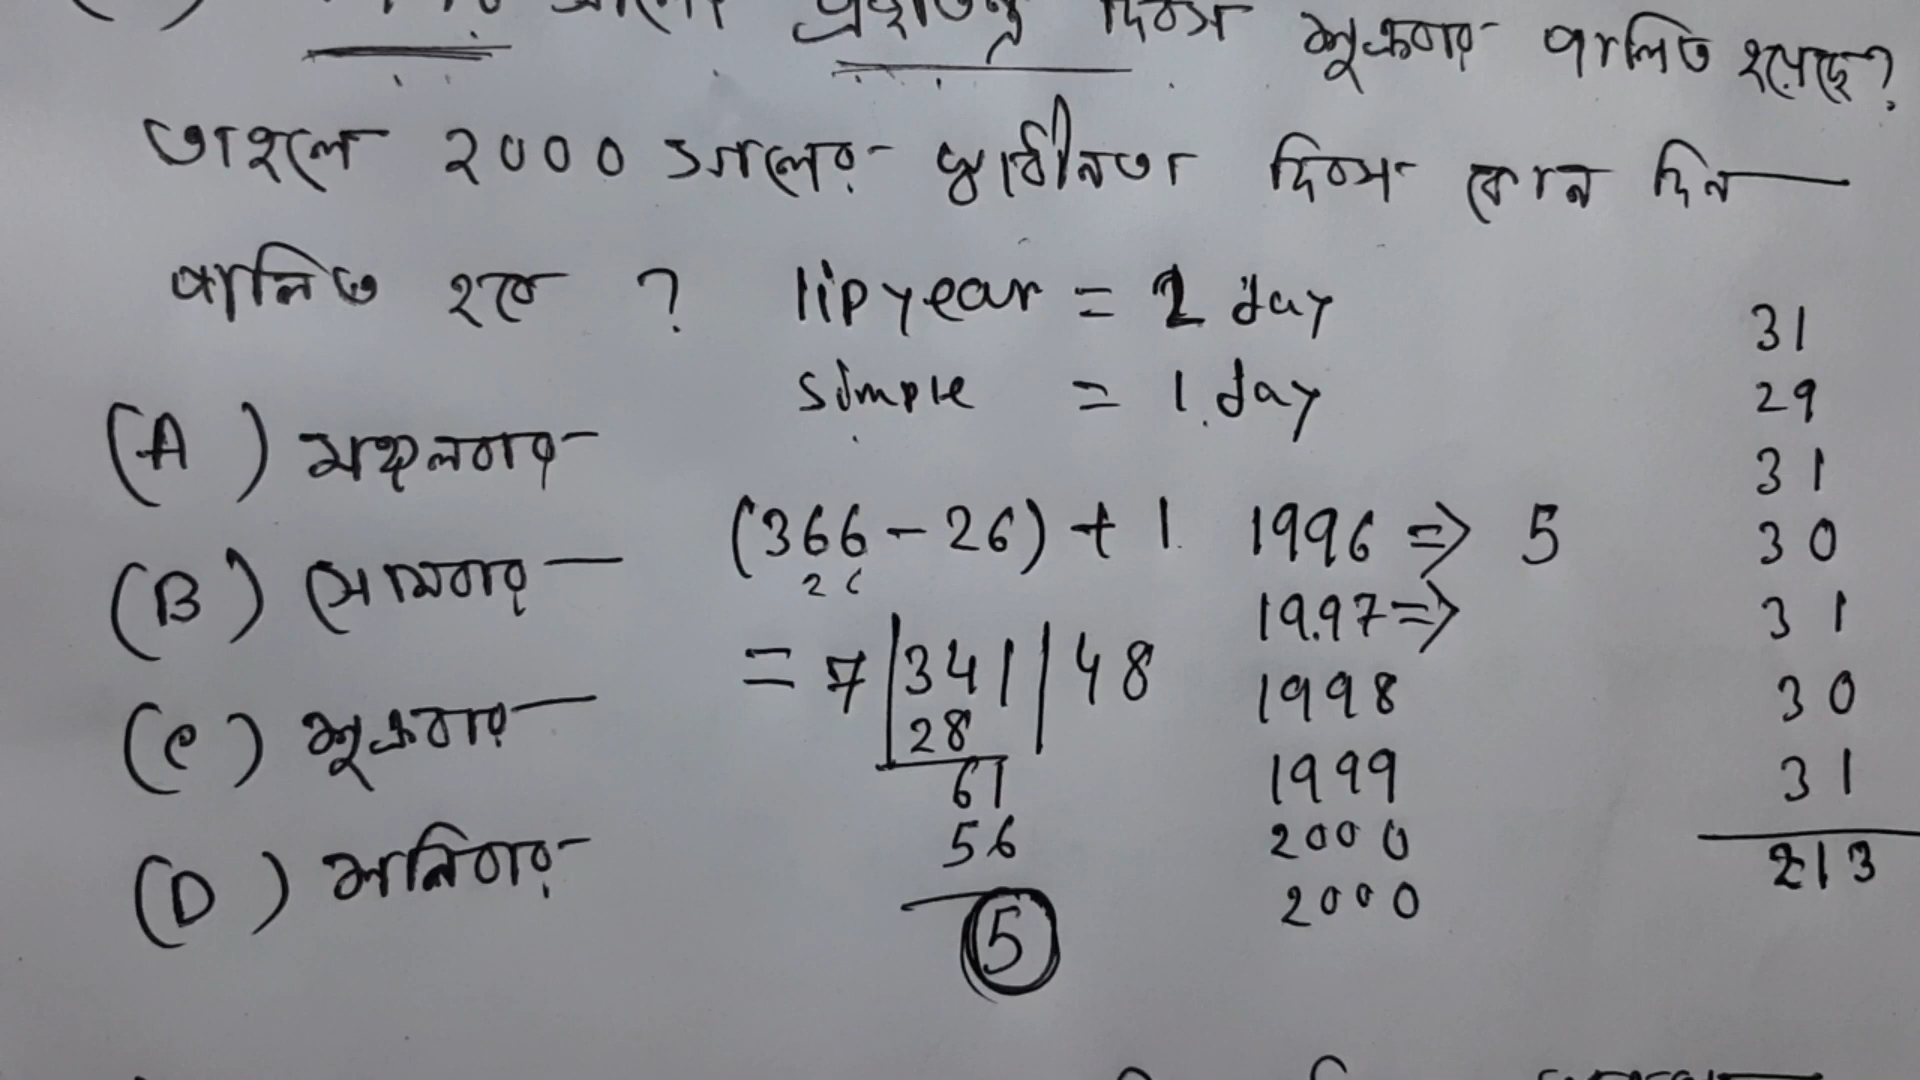 প্রজাতন্ত্র দিবস শুক্রবার পালিত হয়েছে?
তাহলে 2000 সালের স্বাধীনতা দিবস কোন দিন
পালিত হবে ?
lipyear = 2 day
simple = 1 day
(A) মঙ্গলবার
(B) সোমবার
(C) শুক্রবার
(D) শনিবার
(366 - 26) + 1
26
= 7 | 341 | 48
28
61
56
5
1996 => 5
1997 =>
1998
1999
2000
2000
31
29
31
30
31
30
31
213